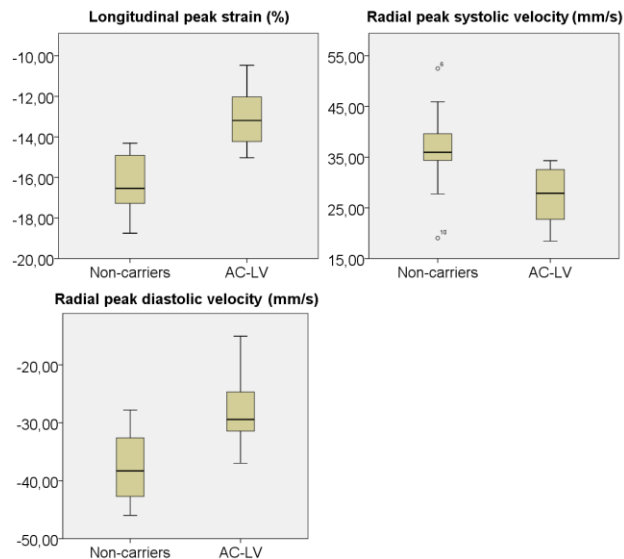 Longitudinal peak strain (%)
-10,00
-12,00
-14,00
-16,00
-18,00
-20,00
Non-carriers AC-LV
Radial peak systolic velocity (mm/s)
55,00
45,00
35,00
25,00
15,00
6
10
Non-carriers AC-LV
Radial peak diastolic velocity (mm/s)
-20,00
-30,00
-40,00
-50,00
Non-carriers AC-LV